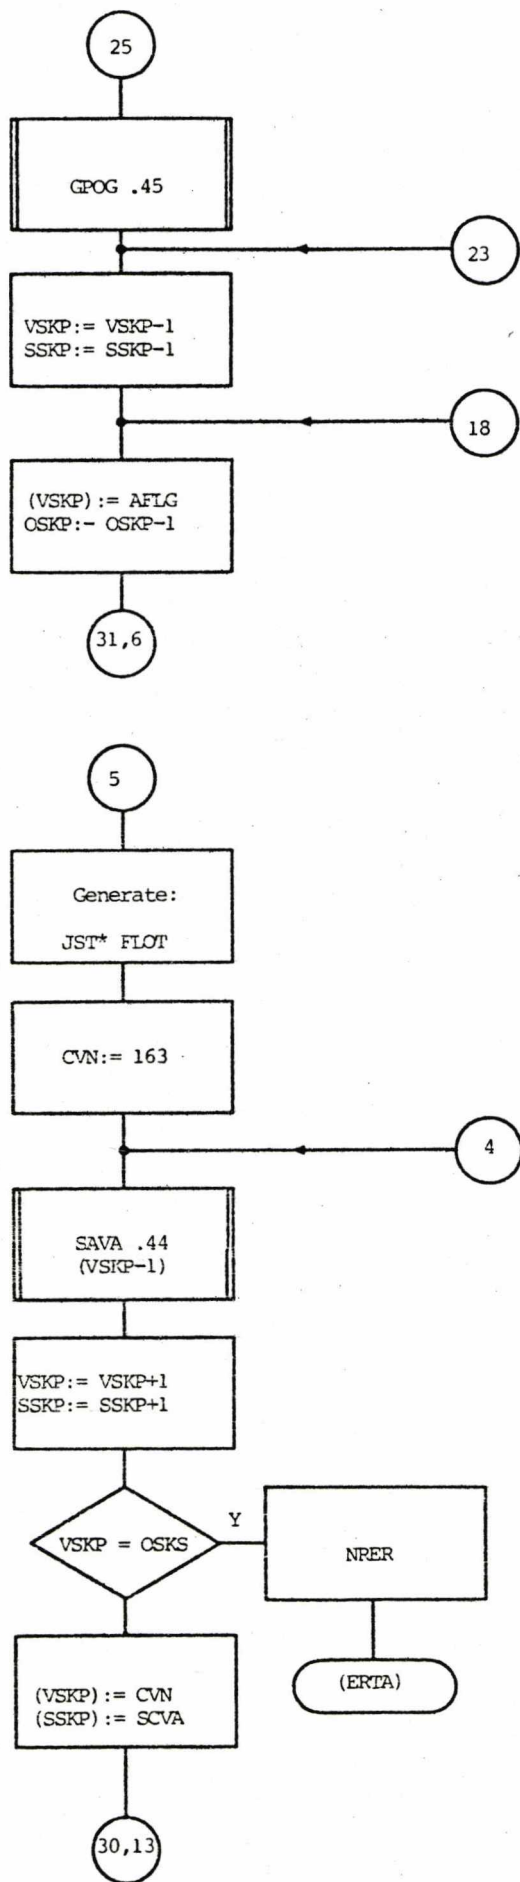 25
GPOG .45
23
VSKP:= VSKP-1
SSKP:= SSKP-1
18
(VSKP):= AFLG
OSKP:- OSKP-1
31,6
5
Generate:
JST* FLOT
CVN:= 163
4
SAVA .44
(VSKP-1)
VSKP:= VSKP+1
SSKP:= SSKP+1
VSKP = OSKS
Y
NPER
(ERTA)
(VSKP):= CVN
(SSKP):= SCVA
30,13